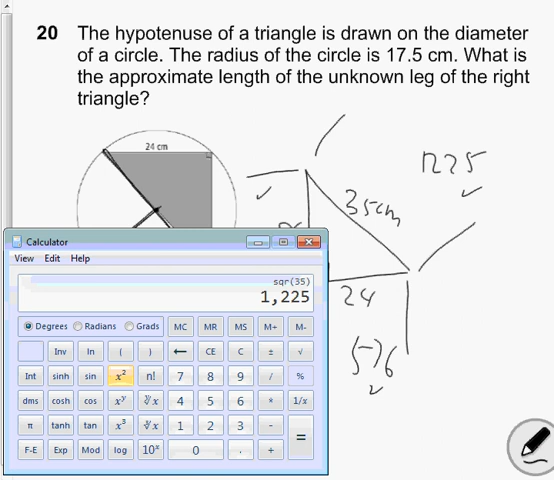 20 The hypotenuse of a triangle is drawn on the diameter
of a circle. The radius of the circle is 17.5 cm. What is
the approximate length of the unknown leg of the right
triangle?
24 cm
1225
35cm
24
576
Calculator
View Edit Help
sqr(35)
1,225
Degrees Radians Grads MC MR MS M+ M-
Inv ln ( ) ← CE C ± √
Int sinh sin x² n! 7 8 9 / %
dms cosh cos xʸ ʸ√x 4 5 6 * 1/x
π tanh tan x³ ³√x 1 2 3 - =
F-E Exp Mod log 10ˣ 0 . +